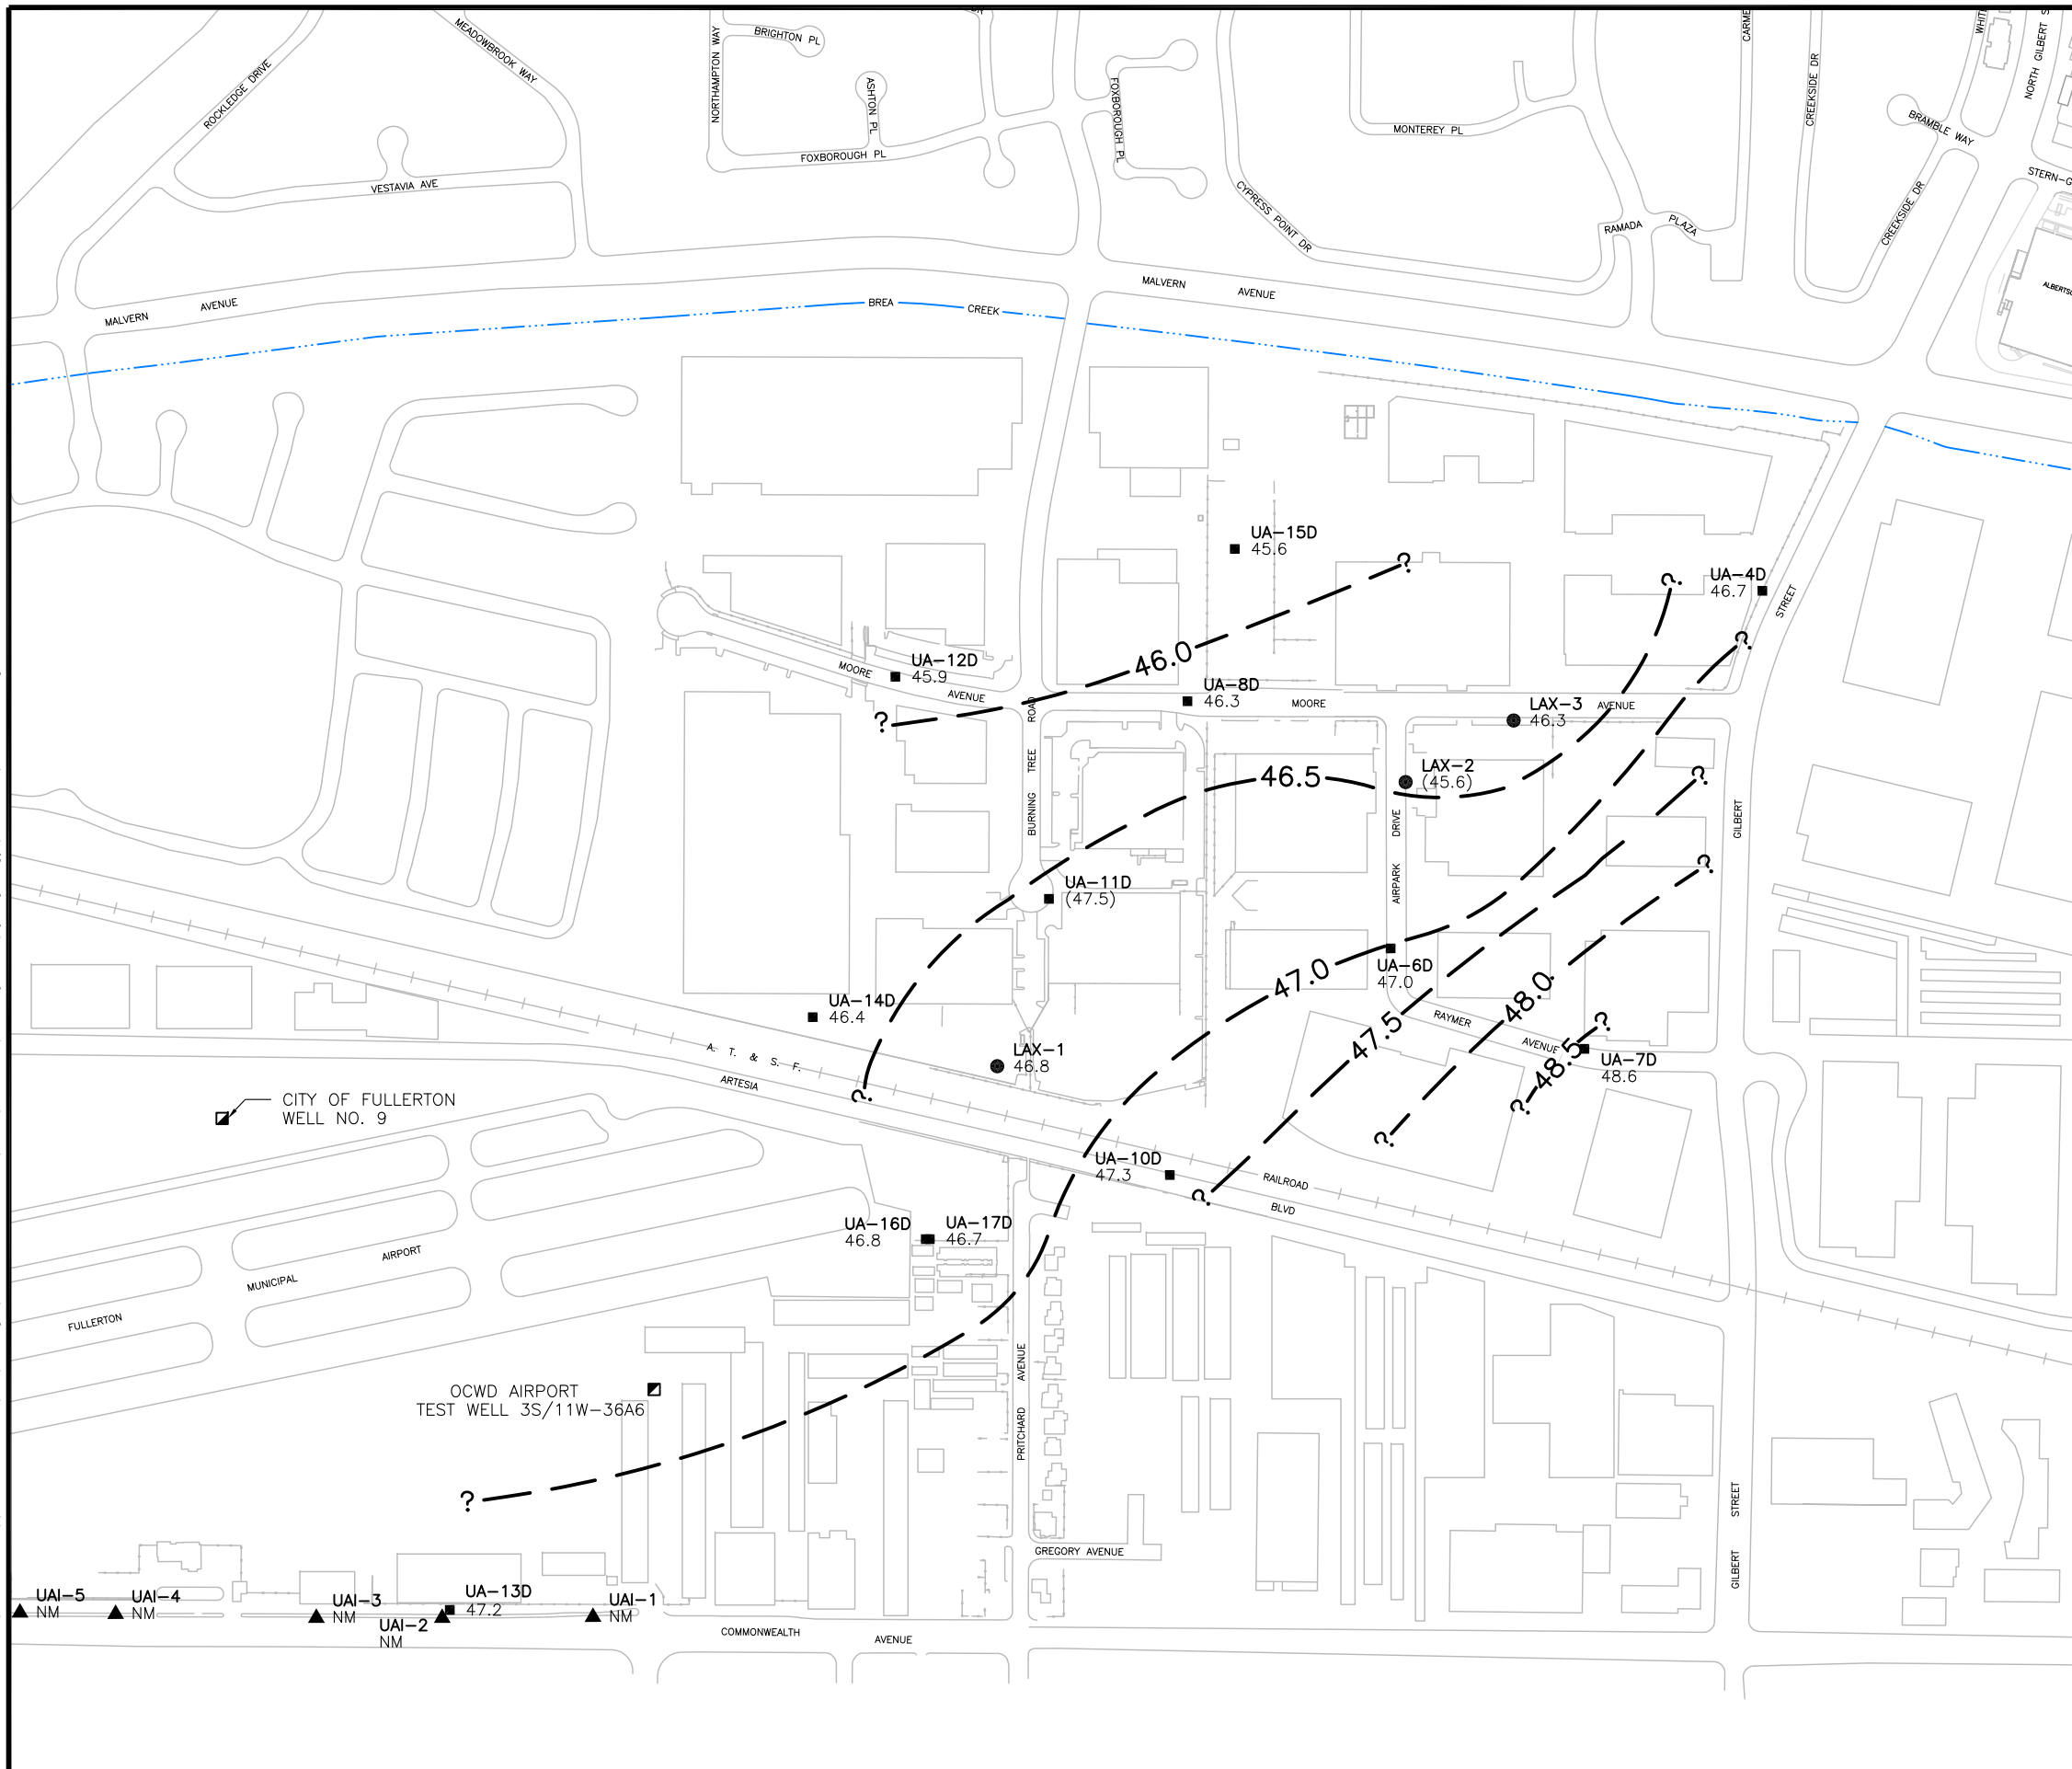 MEADOWBROOK WAY
ROCKLEDGE DRIVE
NORTHAMPTON WAY
BRIGHTON PL
ASHTON PL
FOXBOROUGH PL
FOXBOROUGH PL
VESTAVIA AVE
MONTEREY PL
CYPRESS POINT DR
RAMADA PLAZA
CREEKSIDE DR
CREEKSIDE DR
BRAMBLE WAY
NORTH GILBERT
MALVERN AVENUE
BREA CREEK
MALVERN AVENUE
UA-15D
45.6
?
?
UA-4D
46.7
STREET
?
46.0
UA-12D
45.9
MOORE AVENUE
?
UA-8D
46.3
MOORE AVENUE
LAX-3
46.3
BURNING TREE ROAD
46.5
LAX-2
(45.6)
?
AIRPARK DRIVE
GILBERT
?
UA-11D
(47.5)
UA-6D
47.0
47.0
48.0
UA-14D
46.4
47.5
RAYMER AVENUE
?
48.5
UA-7D
48.6
LAX-1
46.8
A. T. & S. F.
ARTESIA
?
?
?
CITY OF FULLERTON
WELL NO. 9
UA-10D
47.3
?
RAILROAD
BLVD
UA-16D
46.8
UA-17D
46.7
FULLERTON MUNICIPAL AIRPORT
OCWD AIRPORT
TEST WELL 3S/11W-36A6
PRITCHARD AVENUE
?
GILBERT STREET
GREGORY AVENUE
UAI-5
NM
UAI-4
NM
UAI-3
NM
UAI-2
NM
UA-13D
47.2
UAI-1
NM
COMMONWEALTH AVENUE